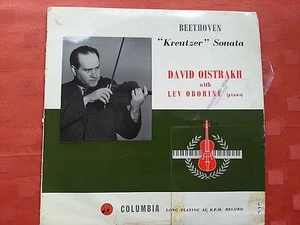 BEETHOVEN
"Kreutzer" Sonata
DAVID OISTRAKH
with
LEV OBORINE (piano)
COLUMBIA
LONG PLAYING 33⅓ R.P.M. RECORD